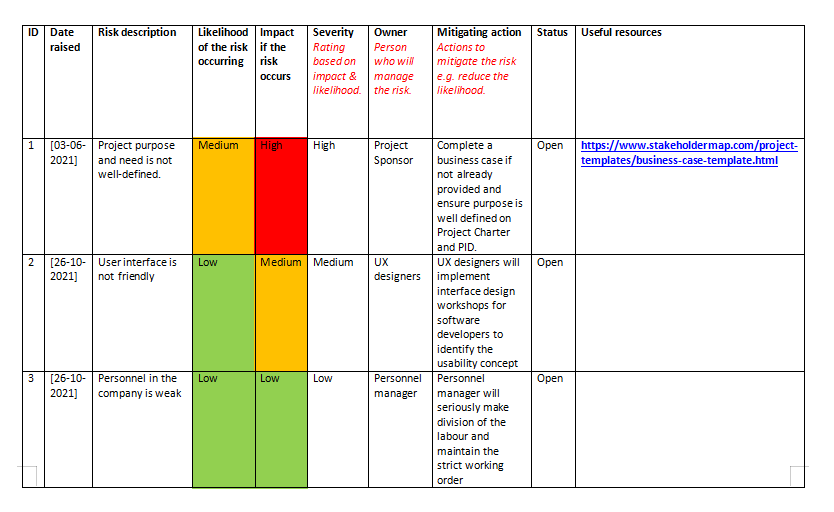 ID Date raised Risk description Likelihood of the risk occurring Impact if the risk occurs Severity Rating based on impact & likelihood. Owner Person who will manage the risk. Mitigating action Actions to mitigate the risk e.g. reduce the likelihood. Status Useful resources
1 [03-06-2021] Project purpose and need is not well-defined. Medium High High Project Sponsor Complete a business case if not already provided and ensure purpose is well defined on Project Charter and PID. Open https://www.stakeholdermap.com/project-templates/business-case-template.html
2 [26-10-2021] User interface is not friendly Low Medium Medium UX designers UX designers will implement interface design workshops for software developers to identify the usability concept Open
3 [26-10-2021] Personnel in the company is weak Low Low Low Personnel manager Personnel manager will seriously make division of the labour and maintain the strict working order Open